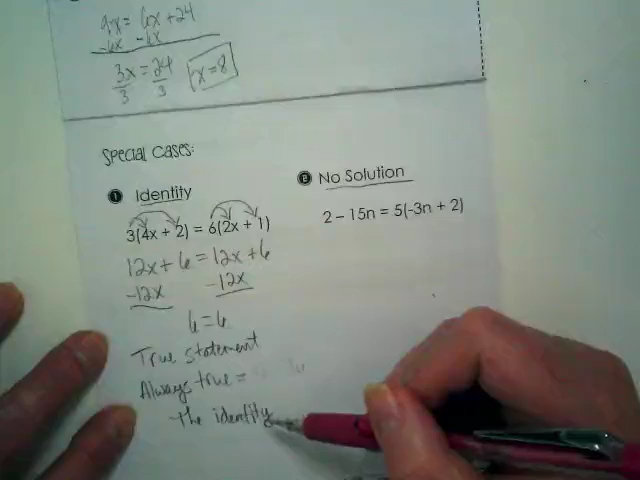 9x = 6x + 24
-6x -6x
3x = 24
3 3
x = 8
Special Cases:
1 Identity
3(4x + 2) = 6(2x + 1)
12x + 6 = 12x + 6
-12x -12x
6 = 6
True statement
Always true =
the identity
2 No Solution
2 – 15n = 5(-3n + 2)